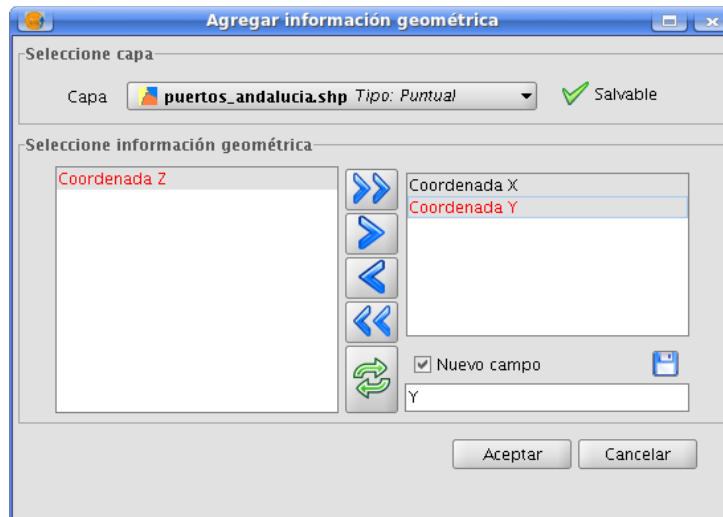 Agregar información geométrica
Seleccione capa
Capa puertos_andalucia.shp Tipo: Puntual Salvable
Seleccione información geométrica
Coordenada Z
Coordenada X
Coordenada Y
Nuevo campo
Y
Aceptar Cancelar